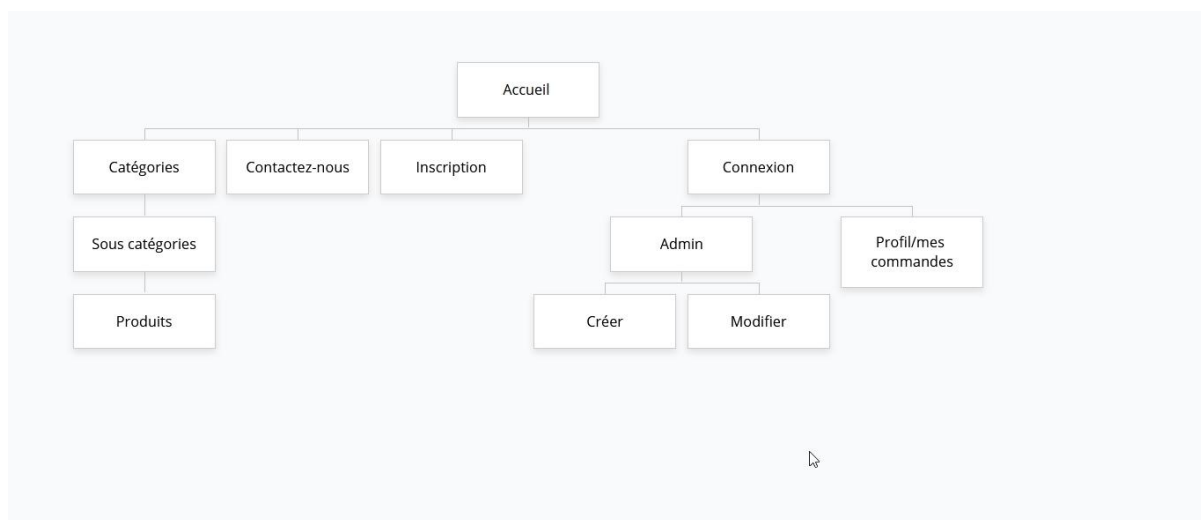 Accueil
Catégories
Contactez-nous
Inscription
Connexion
Sous catégories
Admin
Profil/mes
commandes
Produits
Créer
Modifier